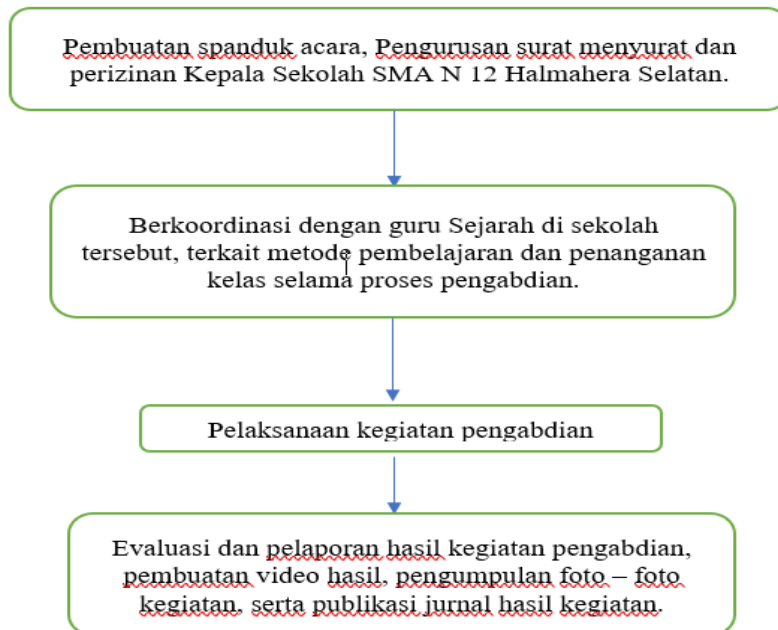 Pembuatan spanduk acara, Pengurusan surat menyurat dan
perizinan Kepala Sekolah SMA N 12 Halmahera Selatan.
Berkoordinasi dengan guru Sejarah di sekolah
tersebut, terkait metode pembelajaran dan penanganan
kelas selama proses pengabdian.
Pelaksanaan kegiatan pengabdian
Evaluasi dan pelaporan hasil kegiatan pengabdian,
pembuatan video hasil, pengumpulan foto – foto
kegiatan, serta publikasi jurnal hasil kegiatan.